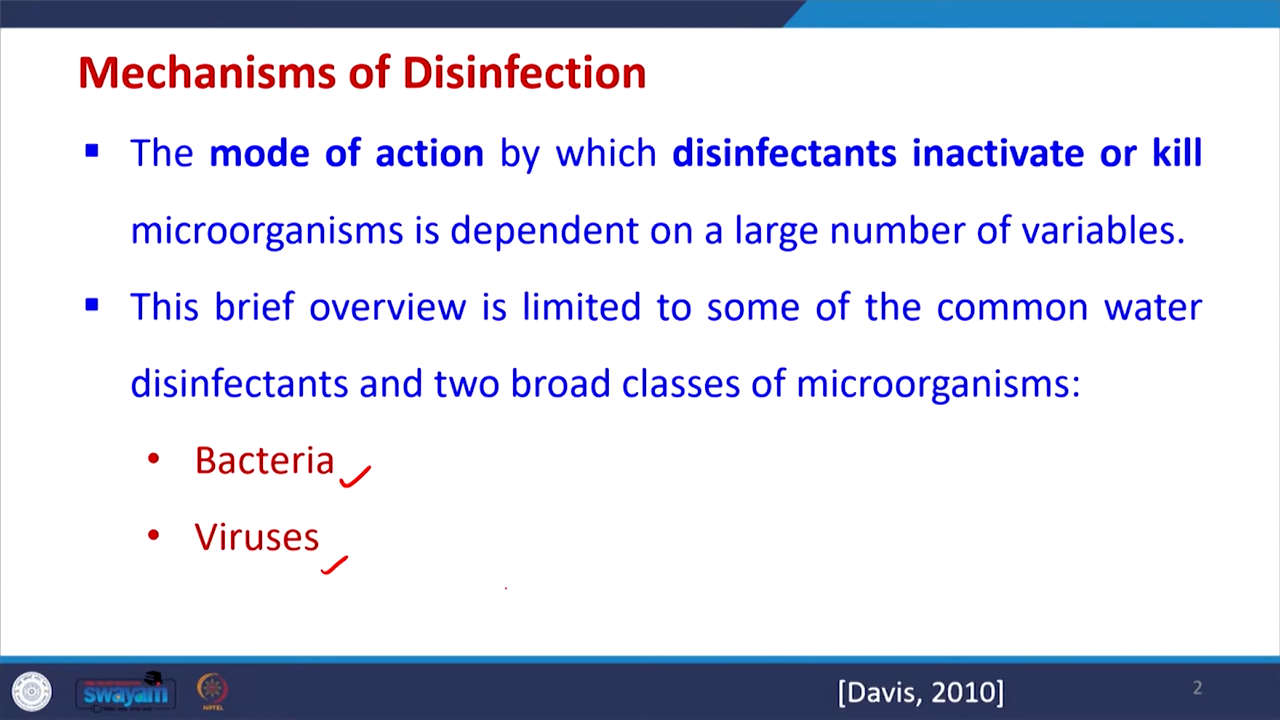 Mechanisms of Disinfection
▪ The mode of action by which disinfectants inactivate or kill
microorganisms is dependent on a large number of variables.
▪ This brief overview is limited to some of the common water
disinfectants and two broad classes of microorganisms:
• Bacteria
• Viruses
swayam
NPTEL
[Davis, 2010]
2